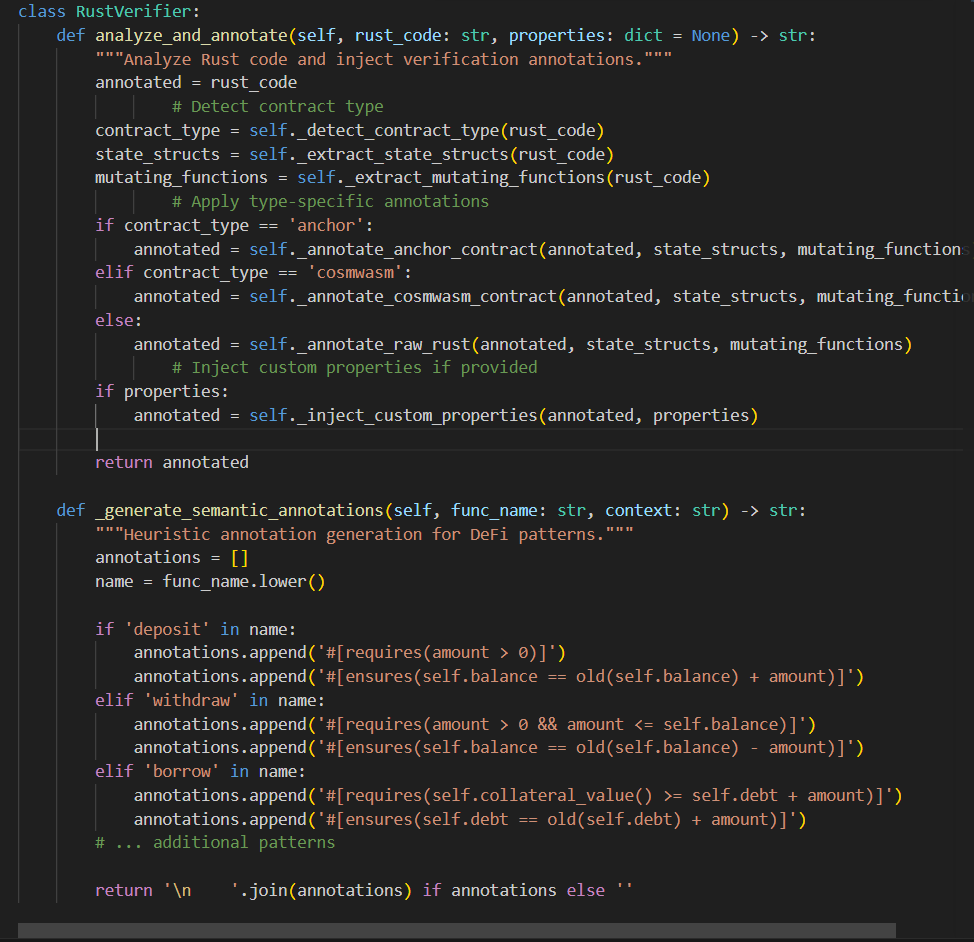 class RustVerifier:
    def analyze_and_annotate(self, rust_code: str, properties: dict = None) -> str:
        """Analyze Rust code and inject verification annotations."""
        annotated = rust_code
                # Detect contract type
        contract_type = self._detect_contract_type(rust_code)
        state_structs = self._extract_state_structs(rust_code)
        mutating_functions = self._extract_mutating_functions(rust_code)
                # Apply type-specific annotations
        if contract_type == 'anchor':
            annotated = self._annotate_anchor_contract(annotated, state_structs, mutating_functions
        elif contract_type == 'cosmwasm':
            annotated = self._annotate_cosmwasm_contract(annotated, state_structs, mutating_functio
        else:
            annotated = self._annotate_raw_rust(annotated, state_structs, mutating_functions)
                # Inject custom properties if provided
        if properties:
            annotated = self._inject_custom_properties(annotated, properties)

        return annotated

    def _generate_semantic_annotations(self, func_name: str, context: str) -> str:
        """Heuristic annotation generation for DeFi patterns."""
        annotations = []
        name = func_name.lower()

        if 'deposit' in name:
            annotations.append('#[requires(amount > 0)]')
            annotations.append('#[ensures(self.balance == old(self.balance) + amount)]')
        elif 'withdraw' in name:
            annotations.append('#[requires(amount > 0 && amount <= self.balance)]')
            annotations.append('#[ensures(self.balance == old(self.balance) - amount)]')
        elif 'borrow' in name:
            annotations.append('#[requires(self.collateral_value() >= self.debt + amount)]')
            annotations.append('#[ensures(self.debt == old(self.debt) + amount)]')
        # ... additional patterns

        return '\n    '.join(annotations) if annotations else ''